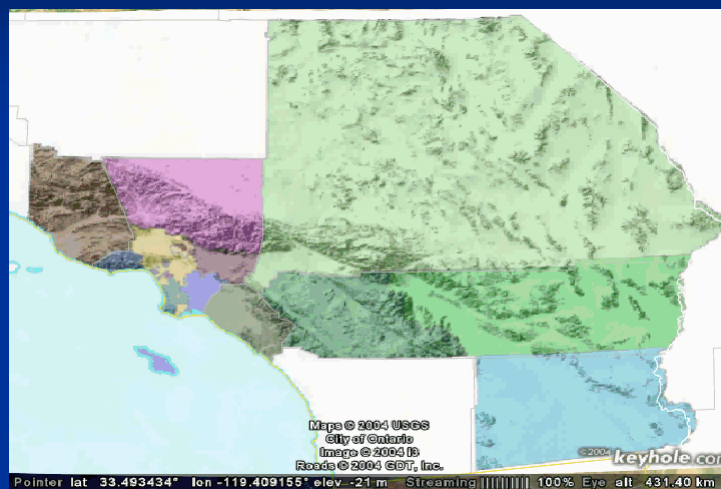 Maps © 2004 USGS
City of Ontario
Image © 2004 I3
Roads © 2004 GDT, Inc.
©2004 keyhole.com
Pointer lat 33.493434° lon -119.409155° elev -21 m Streaming |||||||||| 100% Eye alt 431.40 km